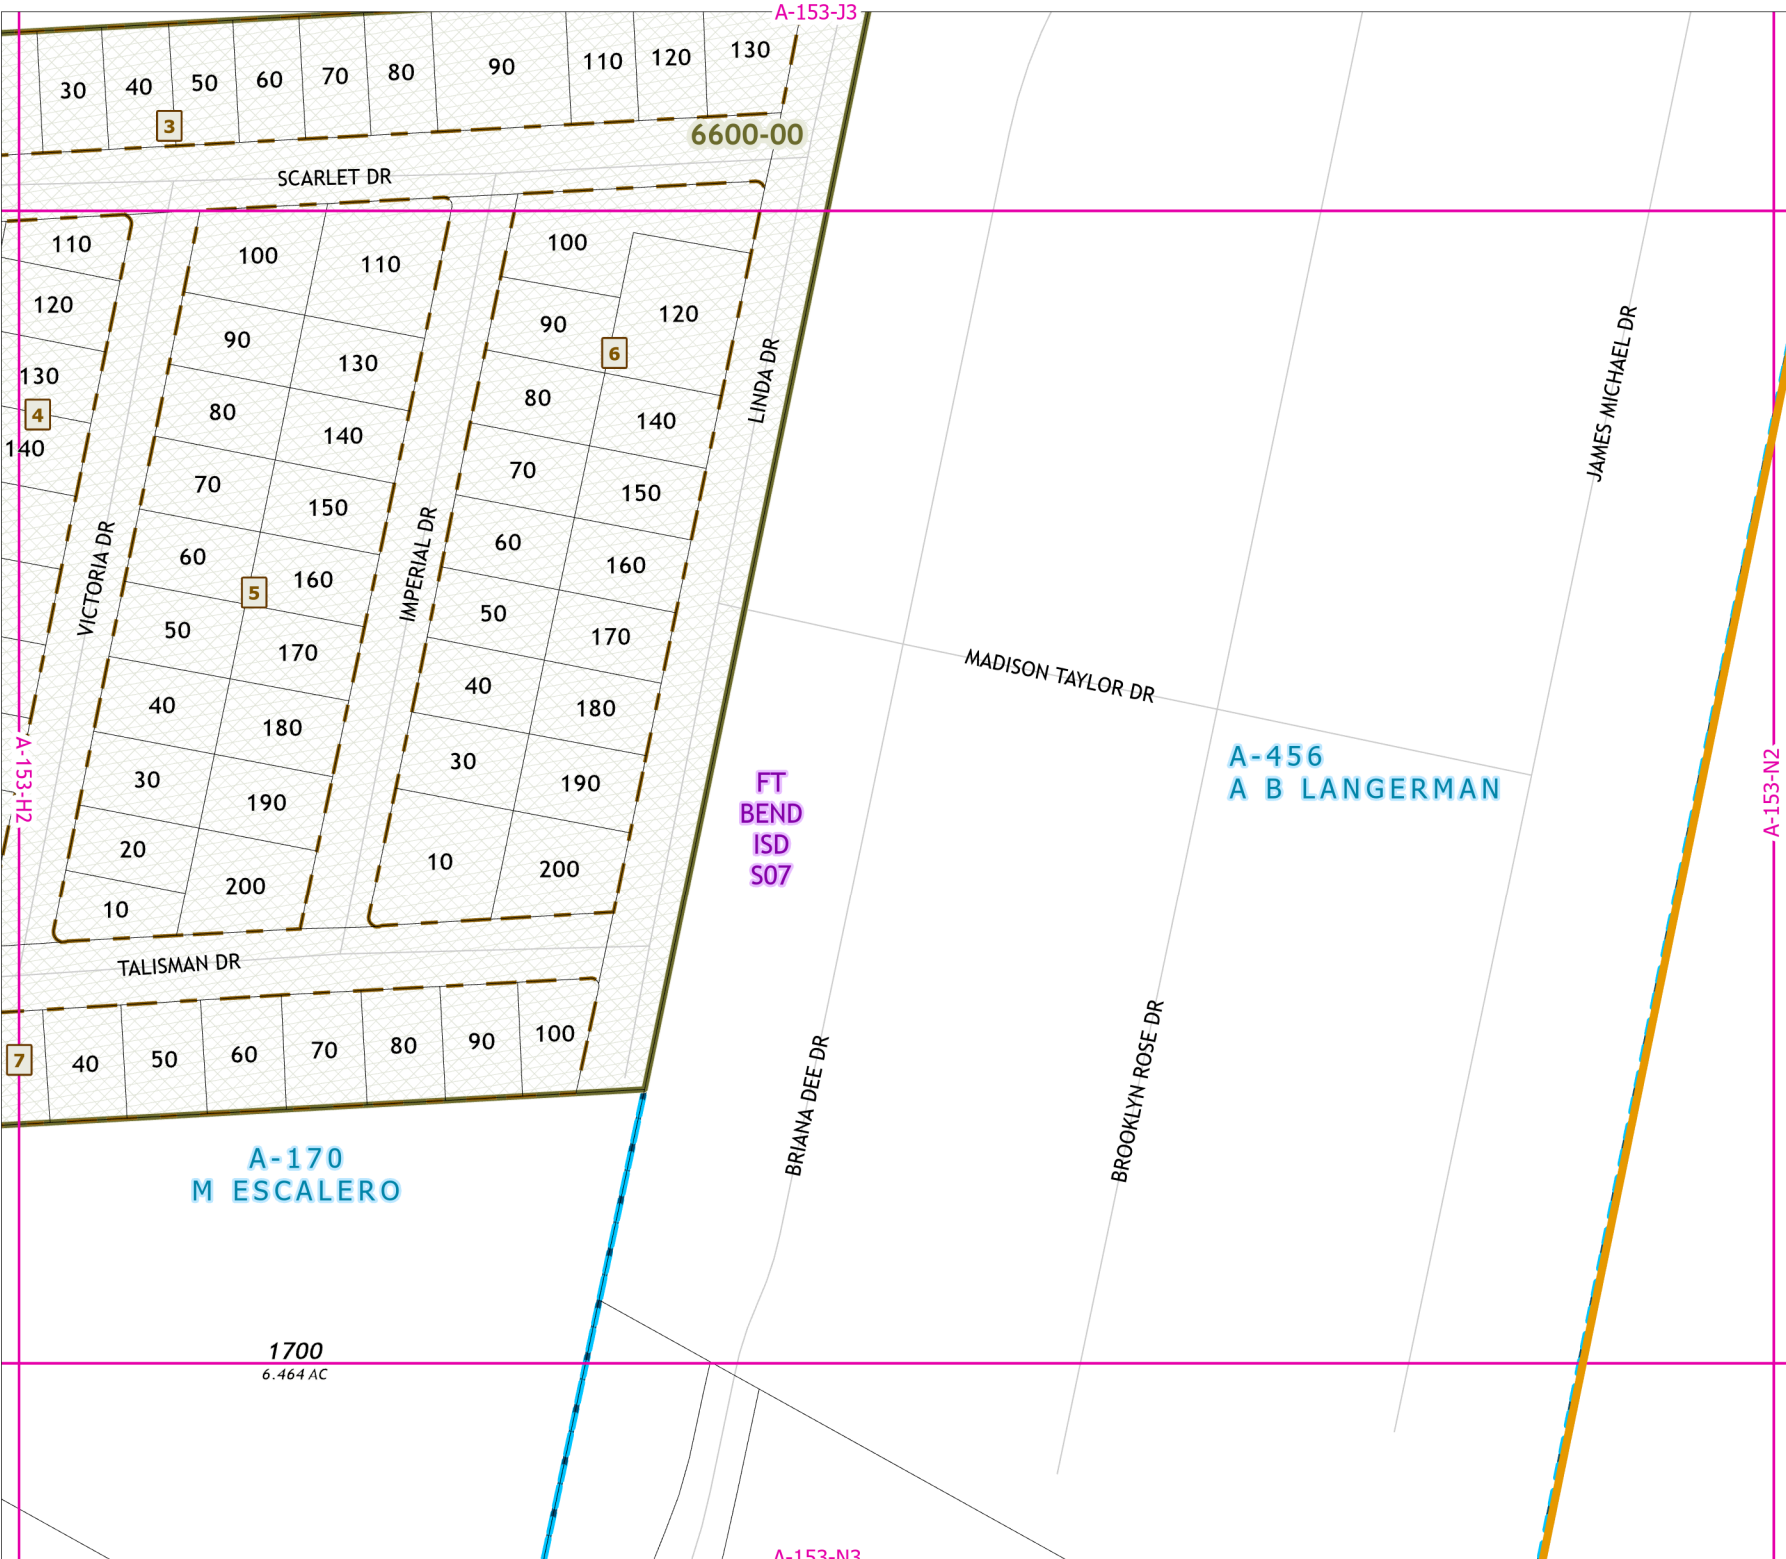 A-153-J3
30
40
50
60
70
80
90
110
120
130
3
6600-00
SCARLET DR
110
120
130
4
140
100
110
90
130
80
140
70
150
60
160
5
50
170
40
180
30
190
20
200
10
VICTORIA DR
IMPERIAL DR
100
120
90
6
80
140
70
150
60
160
50
170
40
180
30
190
10
200
LINDA DR
JAMES MICHAEL DR
MADISON TAYLOR DR
A-153-H2
A-153-N2
A-456
A B LANGERMAN
FT
BEND
ISD
S07
TALISMAN DR
7
40
50
60
70
80
90
100
BRIANA DEE DR
BROOKLYN ROSE DR
A-170
M ESCALERO
1700
6.464 AC
A-153-N3